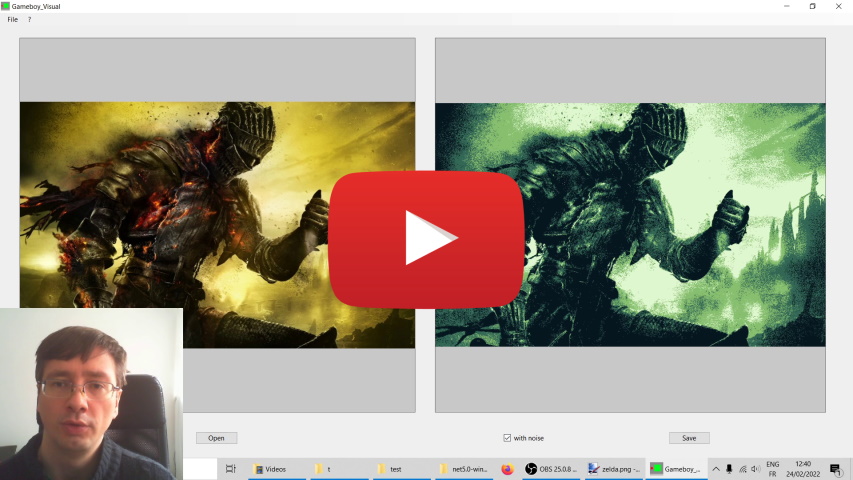 Gameboy_Visual
File ?
Open
with noise
Save
Videos
t
test
net5.0-win...
OBS 25.0.8 ...
zelda.png -...
Gameboy_...
ENG
FR
12:40
24/02/2022
1